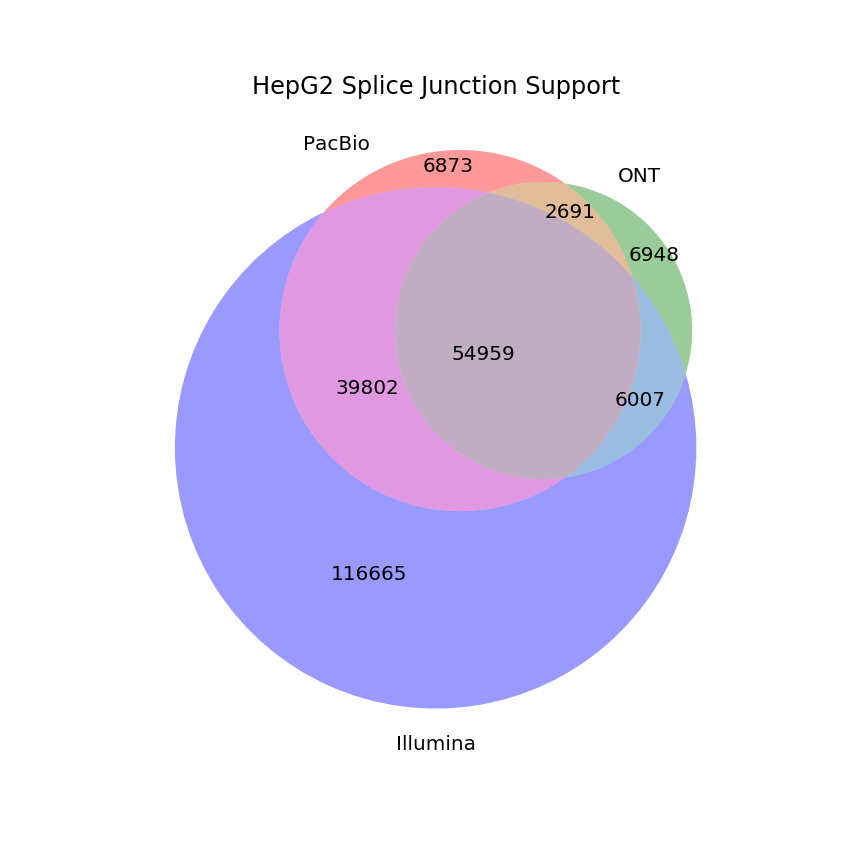 HepG2 Splice Junction Support
PacBio
6873
ONT
2691
6948
54959
39802
6007
116665
Illumina